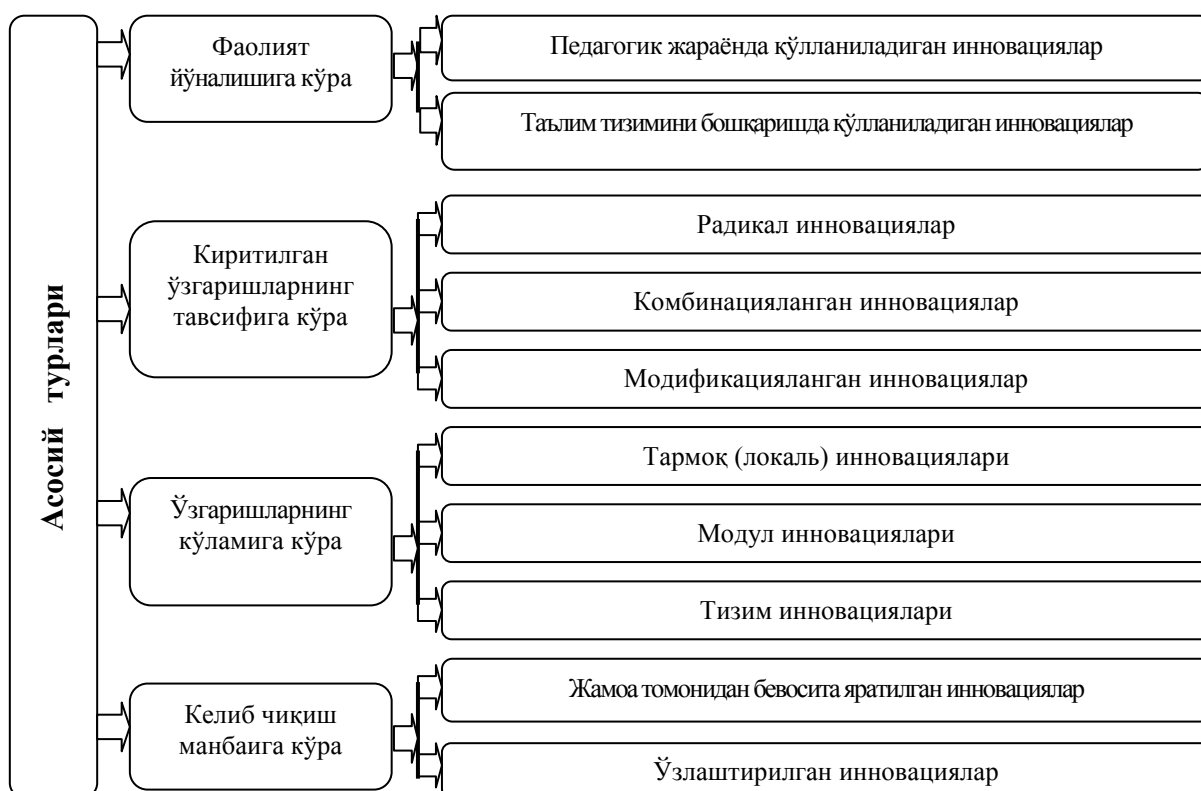 Асосий турлари
Фаолият
йўналишига кўра
Педагогик жараёнда қўлланиладиган инновациялар
Таълим тизимини бошқаришда қўлланиладиган инновациялар
Киритилган
ўзгаришларнинг
тавсифига кўра
Радикал инновациялар
Комбинацияланган инновациялар
Модификацияланган инновациялар
Ўзгаришларнинг
кўламига кўра
Тармоқ (локаль) инновациялари
Модул инновациялари
Тизим инновациялари
Келиб чиқиш
манбаига кўра
Жамоа томонидан бевосита яратилган инновациялар
Ўзлаштирилган инновациялар